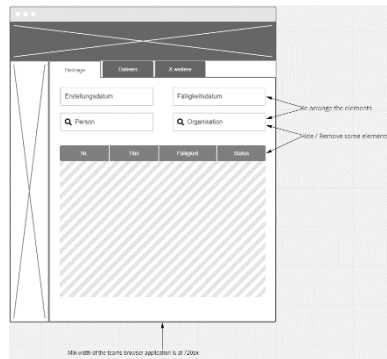 Beiträge Dateien X weitere
Erstellungsdatum Fälligkeitsdatum
Re-arrange the elements
Person Organisation
Hide / Remove some elements
Nr. Titel Fälligkeit Status
Min width of the teams browser application is at 720px